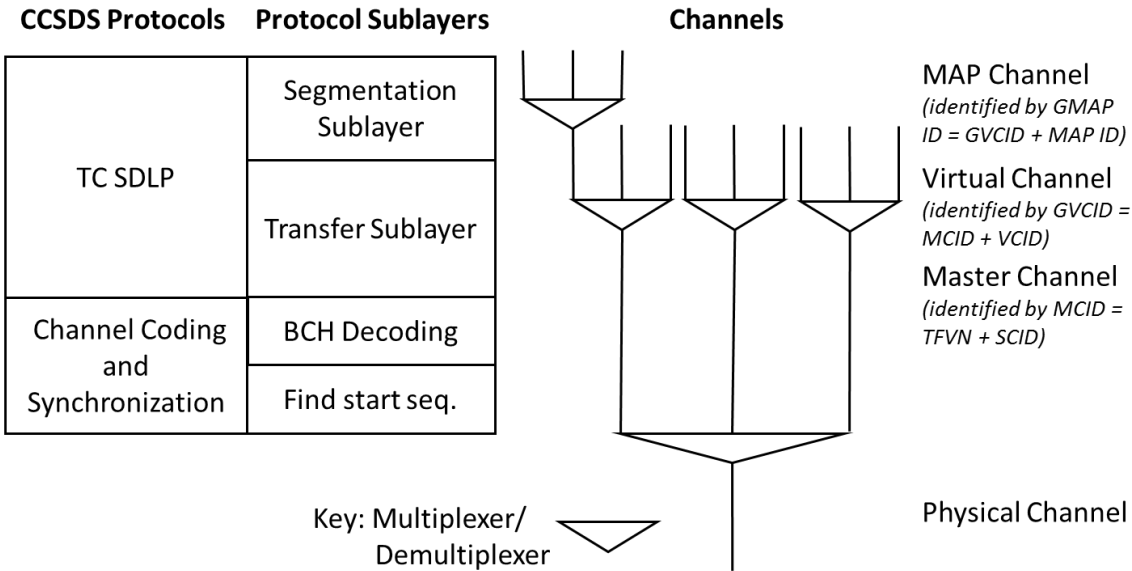 CCSDS Protocols
Protocol Sublayers
Channels
TC SDLP
Segmentation
Sublayer
Transfer Sublayer
Channel Coding
and
Synchronization
BCH Decoding
Find start seq.
MAP Channel
(identified by GMAP
ID = GVCID + MAP ID)
Virtual Channel
(identified by GVCID =
MCID + VCID)
Master Channel
(identified by MCID =
TFVN + SCID)
Physical Channel
Key: Multiplexer/
Demultiplexer